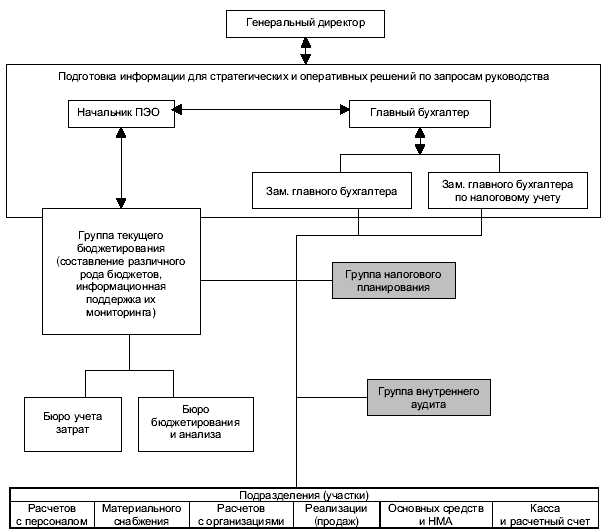 Генеральный директор
Подготовка информации для стратегических и оперативных решений по запросам руководства
Начальник ПЭО
Главный бухгалтер
Зам. главного бухгалтера
Зам. главного бухгалтера
по налоговому учету
Группа текущего
бюджетирования
(составление различного
рода бюджетов,
информационная
поддержка их
мониторинга)
Группа налогового
планирования
Группа внутреннего
аудита
Бюро учета
затрат
Бюро
бюджетирования
и анализа
Подразделения (участки)
Расчетов
с персоналом
Материального
снабжения
Расчетов
с организациями
Реализации
(продаж)
Основных средств
и НМА
Касса
и расчетный счет